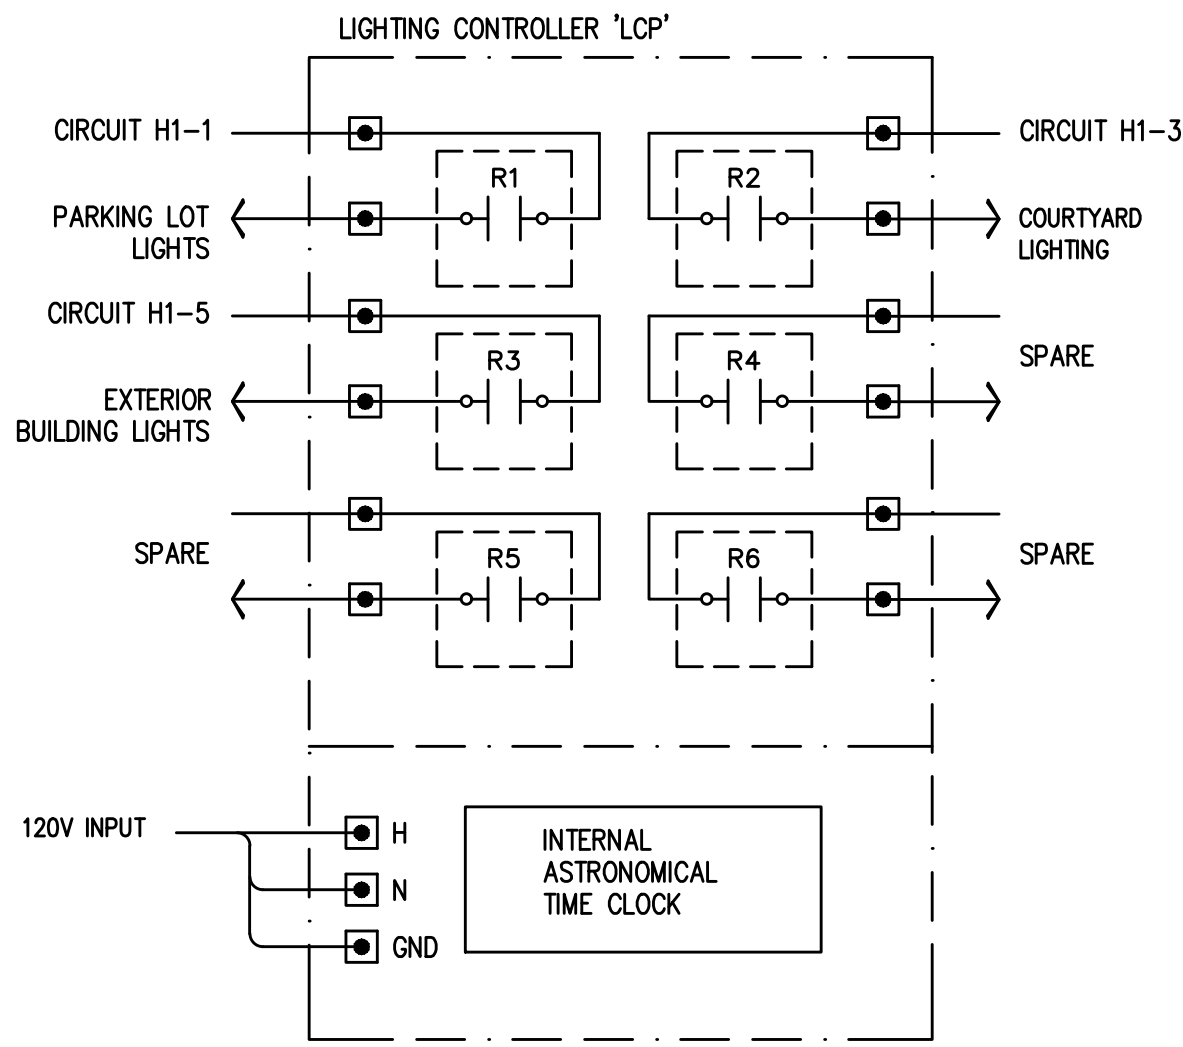 LIGHTING CONTROLLER 'LCP'
CIRCUIT H1-1
CIRCUIT H1-3
R1
R2
PARKING LOT
LIGHTS
COURTYARD
LIGHTING
CIRCUIT H1-5
R3
R4
SPARE
EXTERIOR
BUILDING LIGHTS
SPARE
R5
R6
SPARE
120V INPUT
H
N
GND
INTERNAL
ASTRONOMICAL
TIME CLOCK